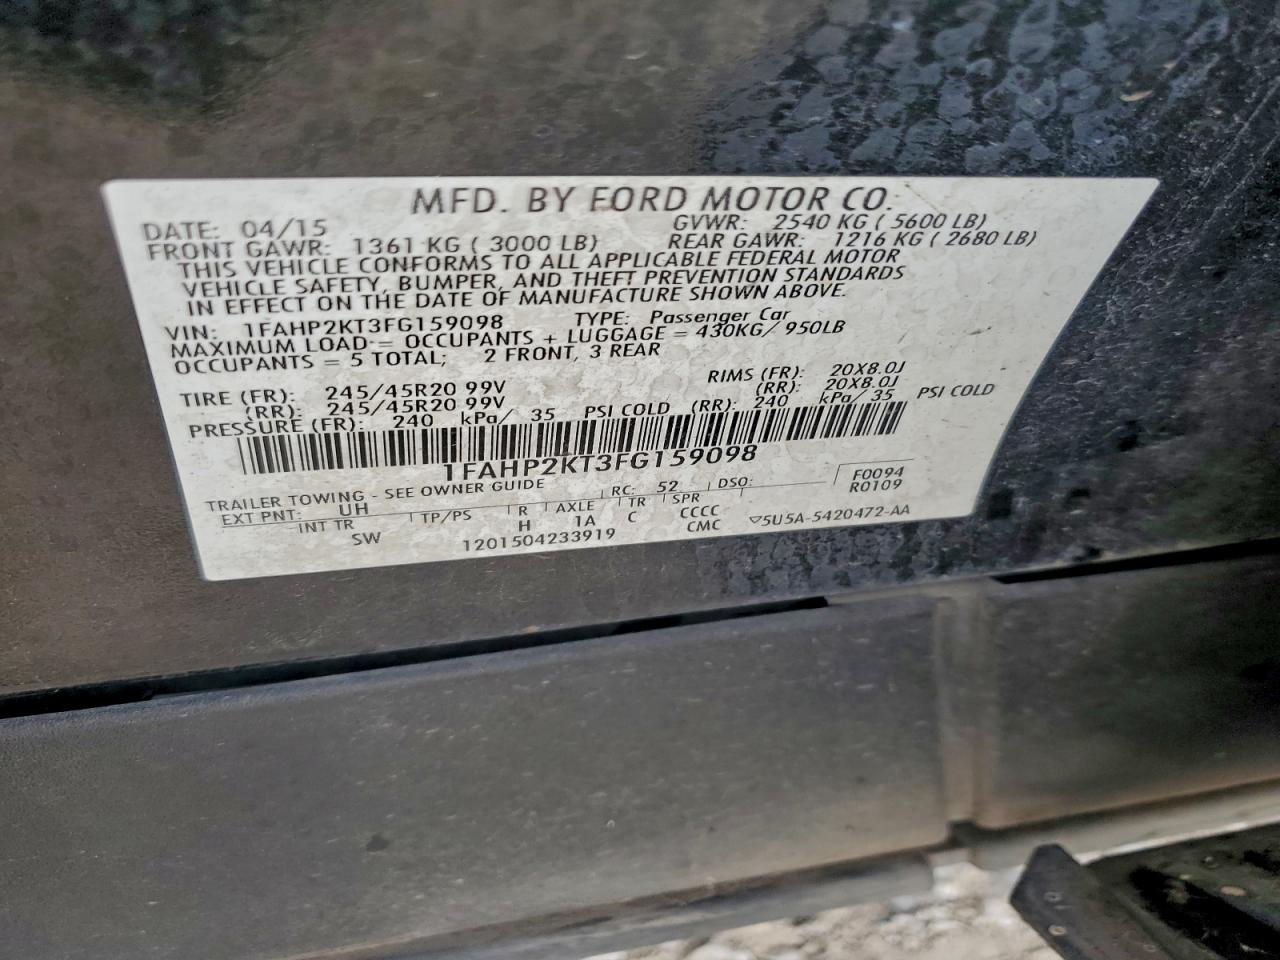 MFD. BY FORD MOTOR CO.
DATE: 04/15 GVWR: 2540 KG ( 5600 LB)
FRONT GAWR: 1361 KG ( 3000 LB) REAR GAWR: 1216 KG ( 2680 LB)
THIS VEHICLE CONFORMS TO ALL APPLICABLE FEDERAL MOTOR
VEHICLE SAFETY, BUMPER, AND THEFT PREVENTION STANDARDS
IN EFFECT ON THE DATE OF MANUFACTURE SHOWN ABOVE.
VIN: 1FAHP2KT3FG159098 TYPE: Passenger Car
MAXIMUM LOAD = OCCUPANTS + LUGGAGE = 430KG/ 950LB
OCCUPANTS = 5 TOTAL; 2 FRONT, 3 REAR
TIRE (FR): 245/45R20 99V RIMS (FR): 20X8.0J
(RR): 245/45R20 99V (RR): 20X8.0J
PRESSURE (FR): 240 kPa/ 35 PSI COLD (RR): 240 kPa/ 35 PSI COLD
1FAHP2KT3FG159098
TRAILER TOWING - SEE OWNER GUIDE RC: 52 DSO: F0094
EXT PNT: UH TP/PS R AXLE TR SPR R0109
INT TR H 1A C CCCC
SW 1201504233919 CMC ▽5U5A-5420472-AA